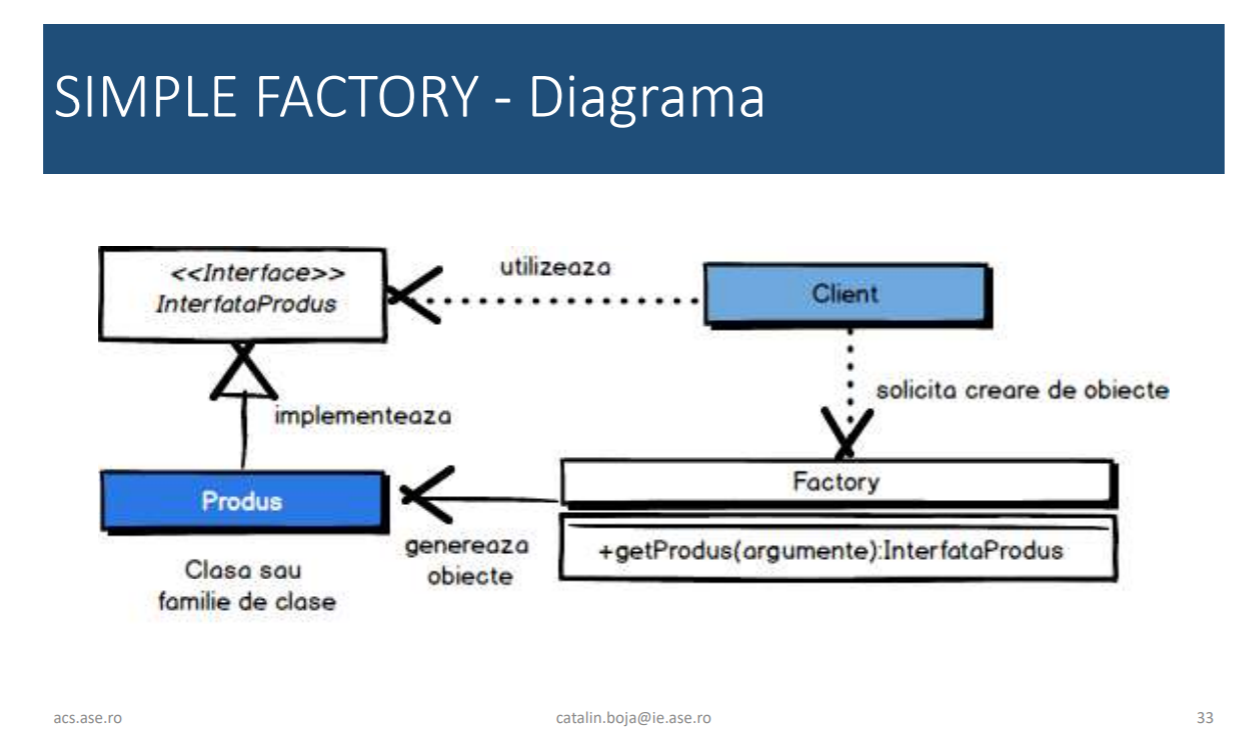 SIMPLE FACTORY - Diagrama
<<Interface>>
InterfataProdus
utilizeaza
Client
implementeaza
solicita creare de obiecte
Produs
Factory
genereaza
obiecte
+getProdus(argumente):InterfataProdus
Clasa sau
familie de clase
acs.ase.ro
catalin.boja@ie.ase.ro
33